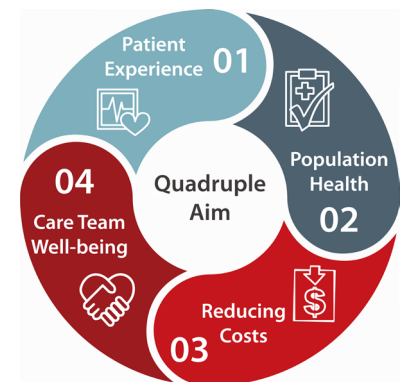 Patient
Experience
01
Population
Health
02
Quadruple
Aim
04
Care Team
Well-being
Reducing
Costs
03
$